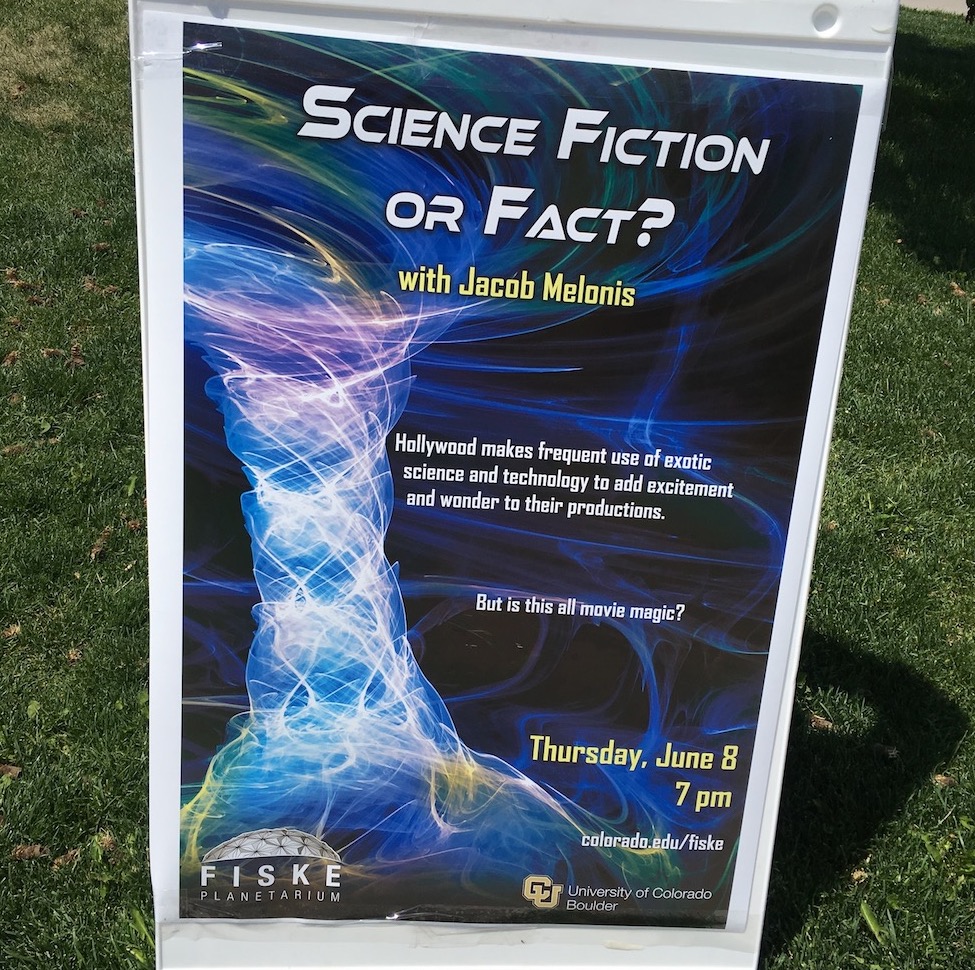 SCIENCE FICTION
OR FACT?
with Jacob Melonis
Hollywood makes frequent use of exotic
science and technology to add excitement
and wonder to their productions.
But is this all movie magic?
Thursday, June 8
7 pm
colorado.edu/fiske
FISKE
PLANETARIUM
CU
University of Colorado
Boulder